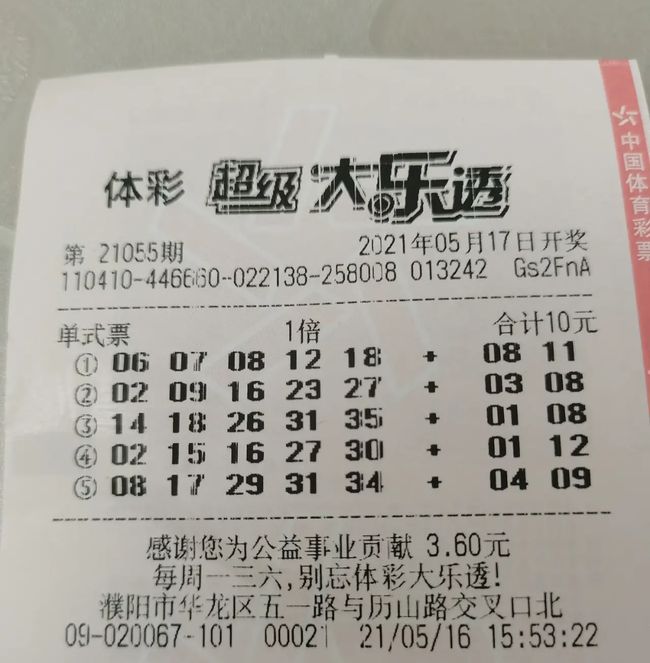 体彩 超级大乐透
中国体育彩票
第 21055期 2021年05月17日开奖
110410-446660-022138-258008 013242 Gs2FnA
单式票 1倍 合计10元
① 06 07 08 12 18 + 08 11
② 02 09 16 23 27 + 03 08
③ 14 18 26 31 35 + 01 08
④ 02 15 16 27 30 + 01 12
⑤ 08 17 29 31 34 + 04 09
感谢您为公益事业贡献 3.60元
每周一三六,别忘体彩大乐透!
濮阳市华龙区五一路与历山路交叉口北
09-020067-101 00021 21/05/16 15:53:22